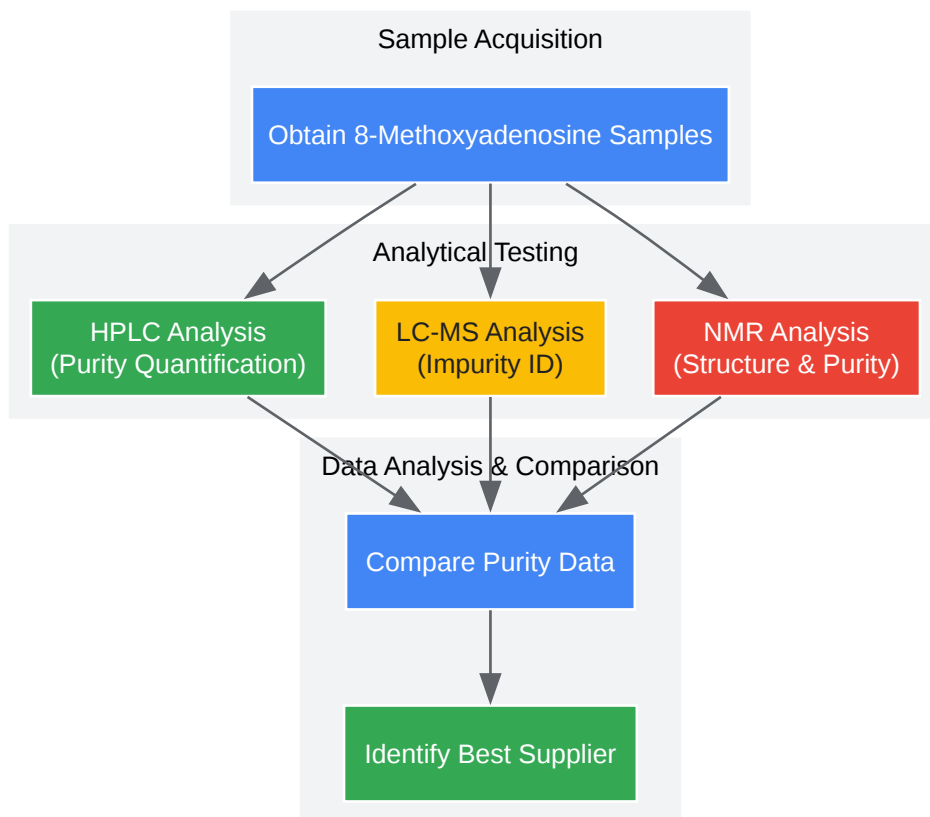 Sample Acquisition
Obtain 8-Methoxyadenosine Samples
Analytical Testing
HPLC Analysis
(Purity Quantification)
LC-MS Analysis
(Impurity ID)
NMR Analysis
(Structure & Purity)
Data Analysis & Comparison
Compare Purity Data
Identify Best Supplier